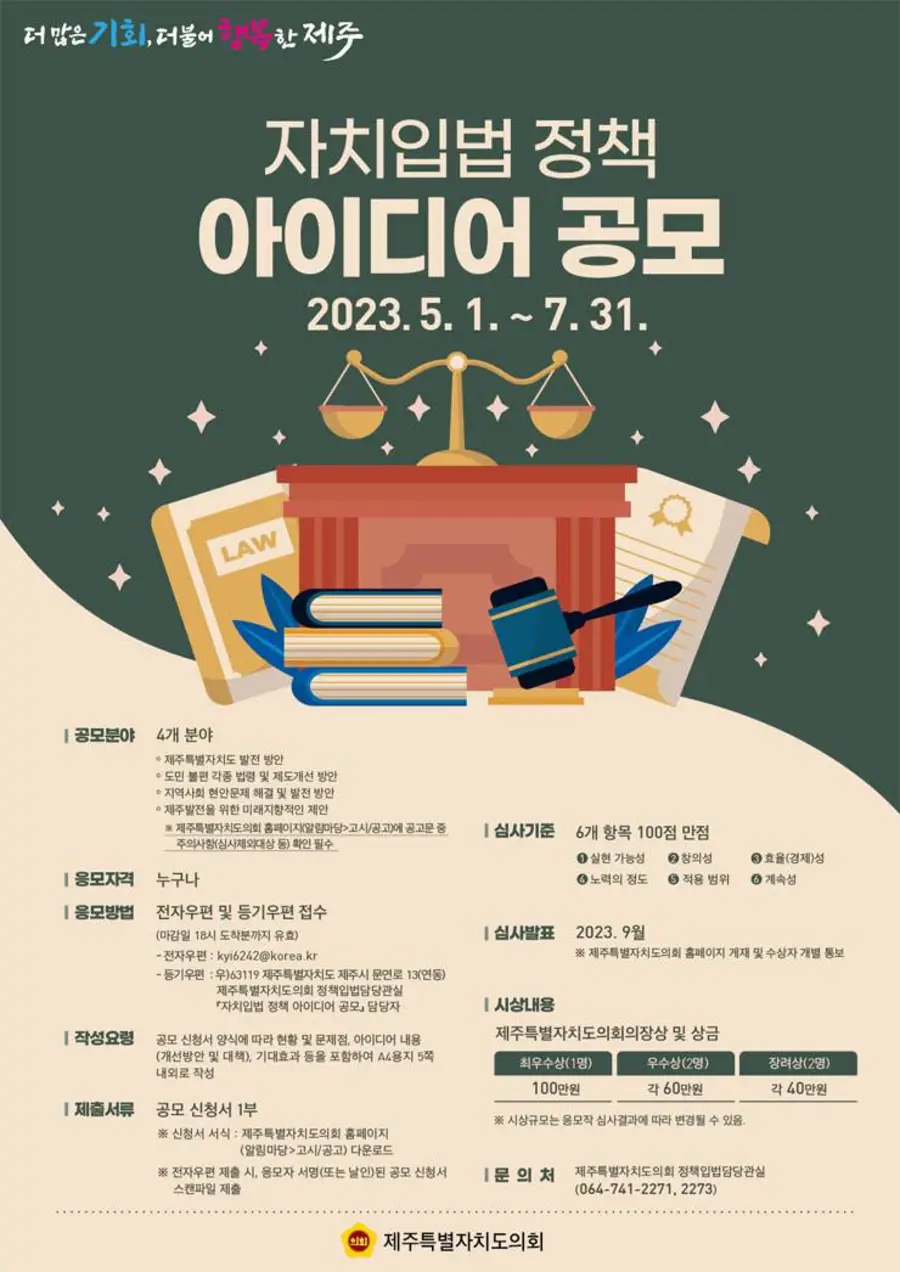 더 많은 기회, 더불어 행복한 제주
자치입법 정책
아이디어 공모
2023. 5. 1. ~ 7. 31.
LAW
공모분야 4개 분야
◦ 제주특별자치도 발전 방안
◦ 도민 불편 각종 법령 및 제도개선 방안
◦ 지역사회 현안문제 해결 및 발전 방안
◦ 제주발전을 위한 미래지향적인 제안
※ 제주특별자치도의회 홈페이지(알림마당>고시/공고)에 공고문 중
주의사항(심사제외대상 등) 확인 필수
응모자격 누구나
응모방법 전자우편 및 등기우편 접수
(마감일 18시 도착분까지 유효)
- 전자우편 : kyi6242@korea.kr
- 등기우편 : 우)63119 제주특별자치도 제주시 문연로 13(연동)
제주특별자치도의회 정책입법담당관실
『자치입법 정책 아이디어 공모』 담당자
작성요령 공모 신청서 양식에 따라 현황 및 문제점, 아이디어 내용
(개선방안 및 대책), 기대효과 등을 포함하여 A4용지 5쪽
내외로 작성
제출서류 공모 신청서 1부
※ 신청서 서식 : 제주특별자치도의회 홈페이지
(알림마당>고시/공고) 다운로드
※ 전자우편 제출 시, 응모자 서명(또는 날인)된 공모 신청서
스캔파일 제출
심사기준 6개 항목 100점 만점
❶ 실현 가능성 ❷ 창의성 ❸ 효율(경제)성
❹ 노력의 정도 ❺ 적용 범위 ❻ 계속성
심사발표 2023. 9월
※ 제주특별자치도의회 홈페이지 게재 및 수상자 개별 통보
시상내용
제주특별자치도의회의장상 및 상금
최우수상(1명) 우수상(2명) 장려상(2명)
100만원 각 60만원 각 40만원
※ 시상규모는 응모작 심사결과에 따라 변경될 수 있음.
문의처 제주특별자치도의회 정책입법담당관실
(064-741-2271, 2273)
의회 제주특별자치도의회